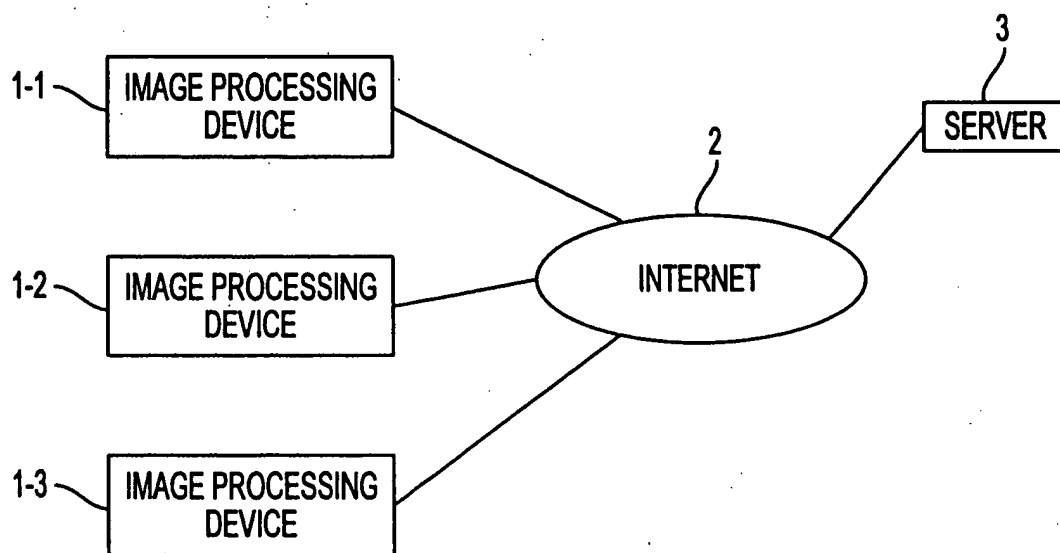 3
1-1
IMAGE PROCESSING
DEVICE
SERVER
2
1-2
IMAGE PROCESSING
DEVICE
INTERNET
1-3
IMAGE PROCESSING
DEVICE